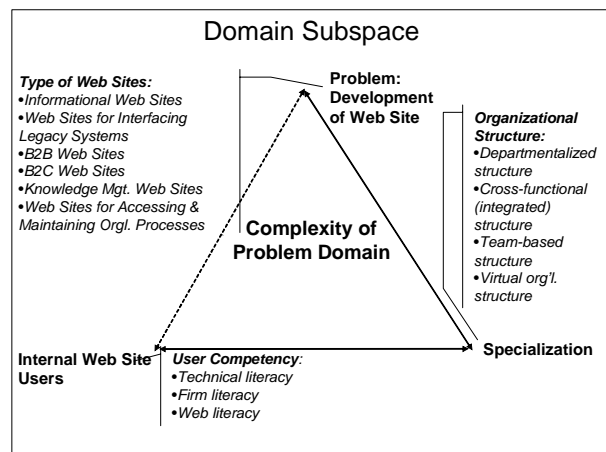 Domain Subspace
Type of Web Sites:
•Informational Web Sites
•Web Sites for Interfacing
Legacy Systems
•B2B Web Sites
•B2C Web Sites
•Knowledge Mgt. Web Sites
•Web Sites for Accessing &
Maintaining Orgl. Processes
Problem:
Development
of Web Site
Organizational
Structure:
•Departmentalized
structure
•Cross-functional
(integrated)
structure
•Team-based
structure
•Virtual org'l.
structure
Complexity of
Problem Domain
Internal Web Site
Users
User Competency:
•Technical literacy
•Firm literacy
•Web literacy
Specialization